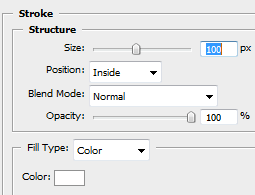 Stroke
Structure
Size: 100 px
Position: Inside
Blend Mode: Normal
Opacity: 100 %
Fill Type: Color
Color: